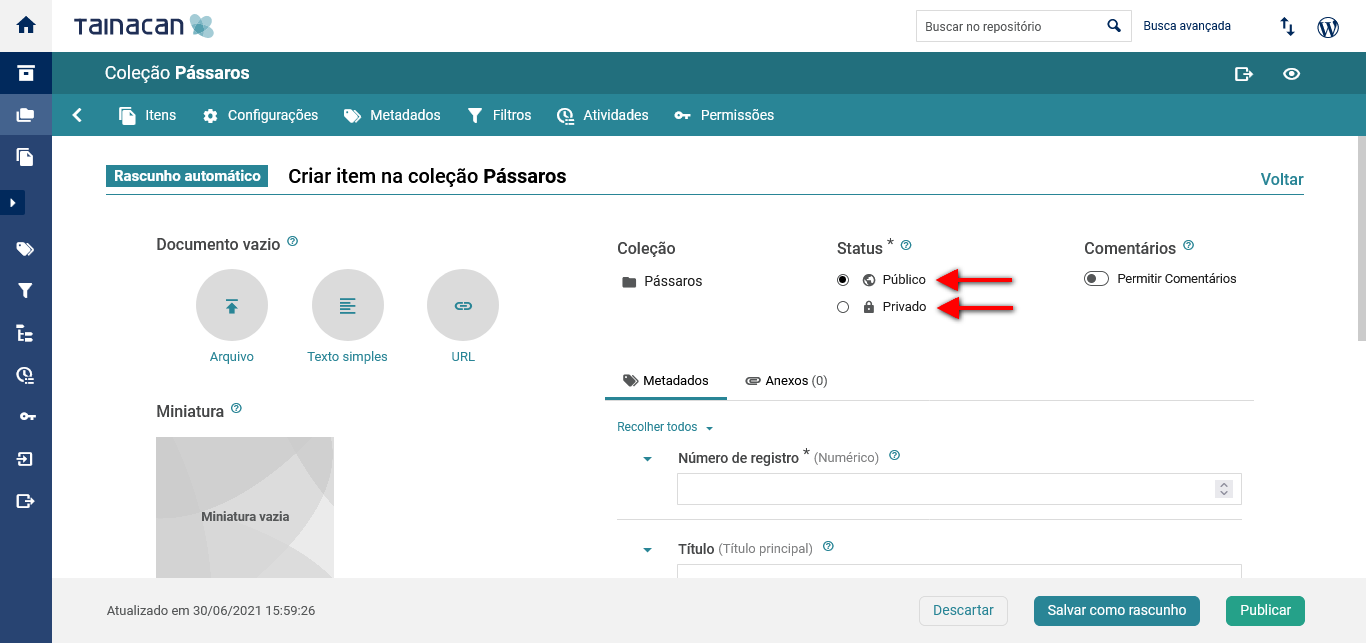 TAINACAN
Buscar no repositório
Busca avançada
Coleção Pássaros
Itens
Configurações
Metadados
Filtros
Atividades
Permissões
Rascunho automático
Criar item na coleção Pássaros
Voltar
Documento vazio
Arquivo
Texto simples
URL
Miniatura
Miniatura vazia
Coleção
Pássaros
Status *
Público
Privado
Comentários
Permitir Comentários
Metadados
Anexos (0)
Recolher todos
Número de registro * (Numérico)
Título (Título principal)
Atualizado em 30/06/2021 15:59:26
Descartar
Salvar como rascunho
Publicar